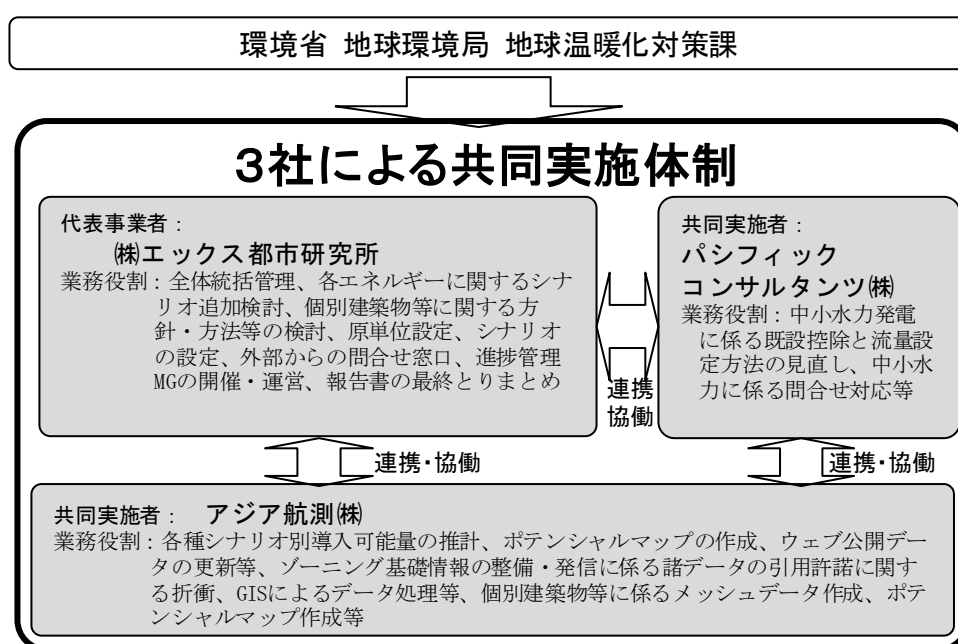 環境省 地球環境局 地球温暖化対策課
3社による共同実施体制
代表事業者：
㈱エックス都市研究所
業務役割：全体統括管理、各エネルギーに関するシナ
リオ追加検討、個別建築物等に関する方
針・方法等の検討、原単位設定、シナリオ
の設定、外部からの問合せ窓口、進捗管理
MGの開催・運営、報告書の最終とりまとめ
連携
協働
共同実施者：
パシフィック
コンサルタンツ㈱
業務役割：中小水力発電
に係る既設控除と流量設
定方法の見直し、中小水
力に係る問合せ対応等
連携・協働
連携・協働
共同実施者： アジア航測㈱
業務役割：各種シナリオ別導入可能量の推計、ポテンシャルマップの作成、ウェブ公開デー
タの更新等、ゾーニング基礎情報の整備・発信に係る諸データの引用許諾に関す
る折衝、GISによるデータ処理等、個別建築物等に係るメッシュデータ作成、ポテ
ンシャルマップ作成等